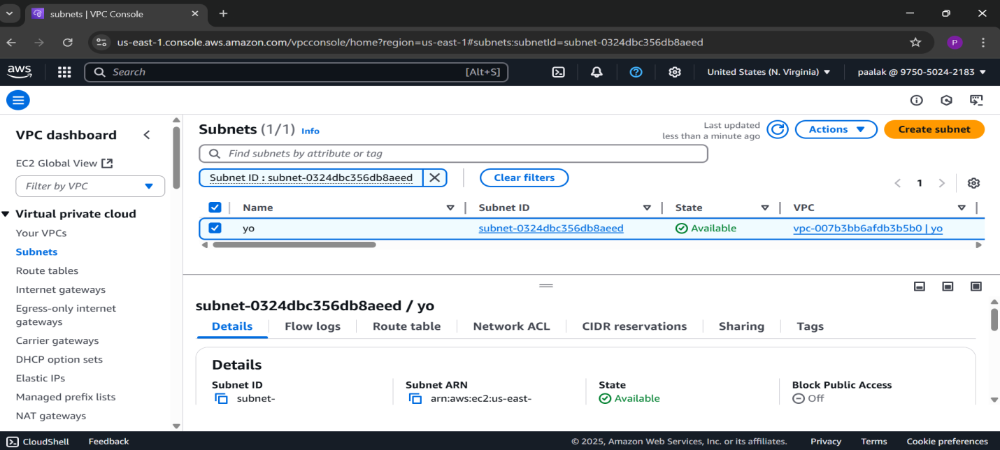 subnets | VPC Console
us-east-1.console.aws.amazon.com/vpcconsole/home?region=us-east-1#subnets:subnetId=subnet-0324dbc356db8aeed
P
aws
Search
[Alt+S]
United States (N. Virginia)
paalak @ 9750-5024-2183
VPC dashboard
EC2 Global View
Filter by VPC
Virtual private cloud
Your VPCs
Subnets
Route tables
Internet gateways
Egress-only internet
gateways
Carrier gateways
DHCP option sets
Elastic IPs
Managed prefix lists
NAT gateways
Subnets (1/1) Info
Last updated
less than a minute ago
Actions
Create subnet
Find subnets by attribute or tag
Subnet ID : subnet-0324dbc356db8aeed
Clear filters
1
Name Subnet ID State VPC
yo subnet-0324dbc356db8aeed Available vpc-007b3bb6afdb3b5b0 | yo
subnet-0324dbc356db8aeed / yo
Details Flow logs Route table Network ACL CIDR reservations Sharing Tags
Details
Subnet ID Subnet ARN State Block Public Access
subnet- arn:aws:ec2:us-east- Available Off
CloudShell Feedback © 2025, Amazon Web Services, Inc. or its affiliates. Privacy Terms Cookie preferences